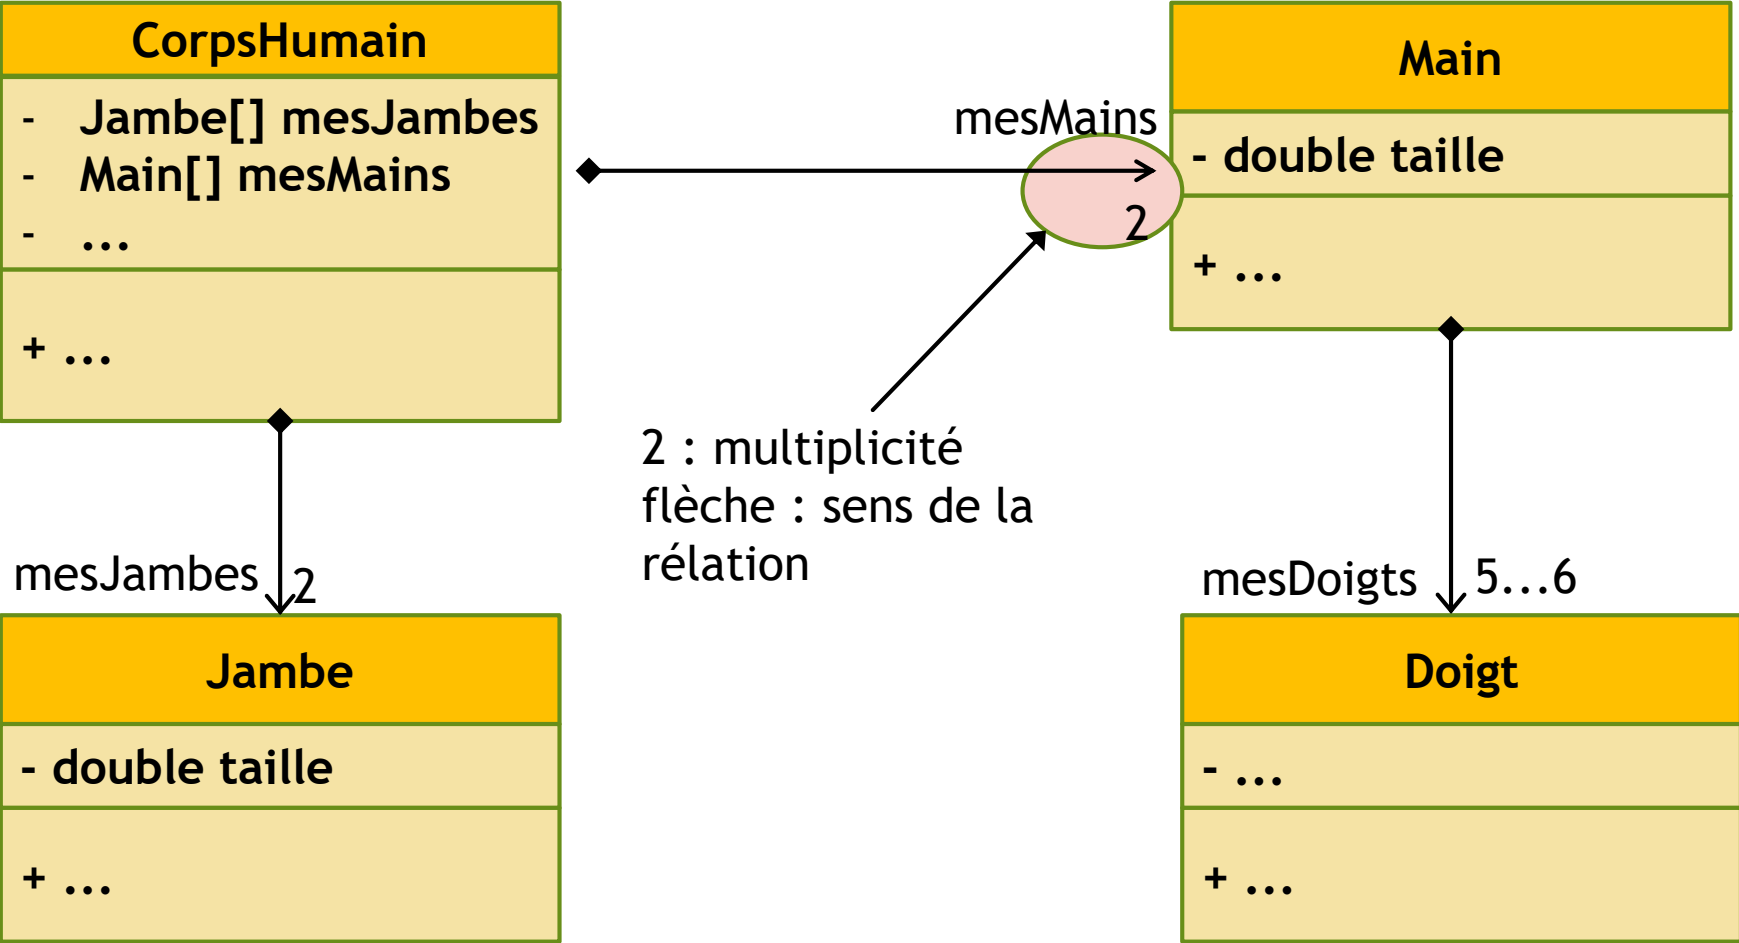 CorpsHumain
- Jambe[] mesJambes
- Main[] mesMains
- ...
+ ...
mesMains
2
Main
- double taille
+ ...
2 : multiplicité
flèche : sens de la
rélation
mesJambes 2
mesDoigts 5...6
Jambe
- double taille
+ ...
Doigt
- ...
+ ...